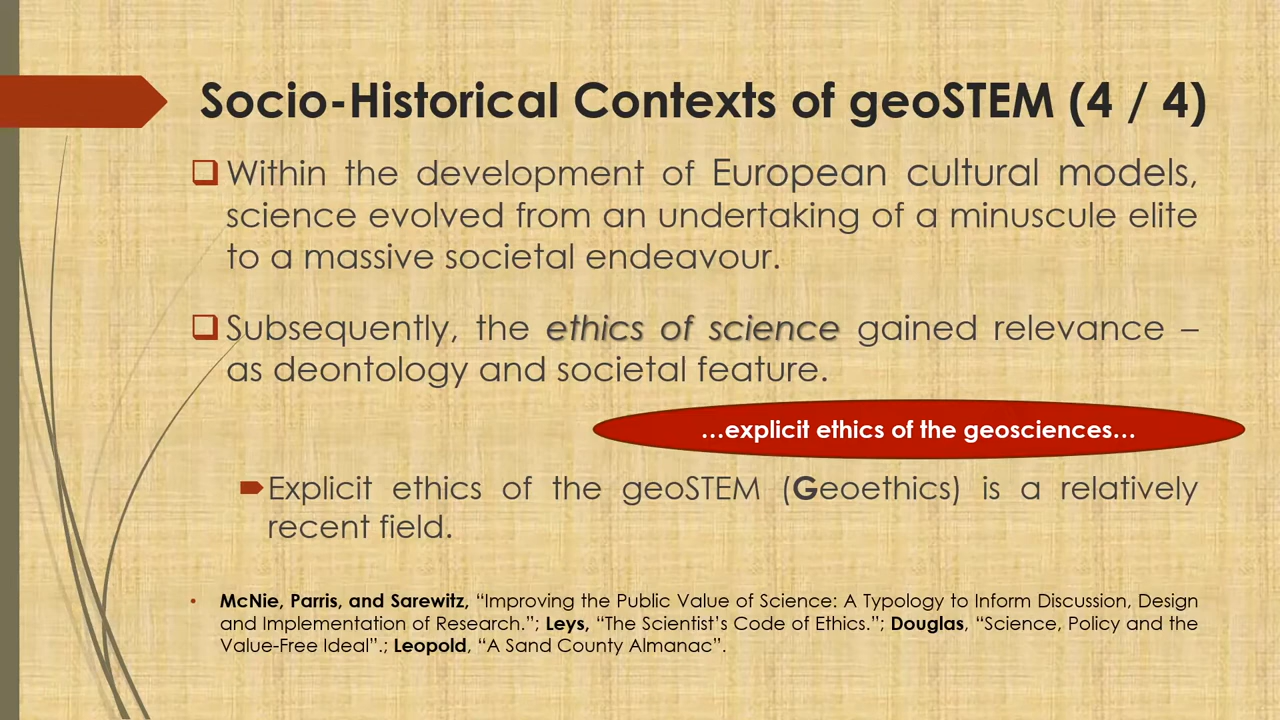 Socio-Historical Contexts of geoSTEM (4 / 4)
Within the development of European cultural models,
science evolved from an undertaking of a minuscule elite
to a massive societal endeavour.
Subsequently, the ethics of science gained relevance –
as deontology and societal feature.
…explicit ethics of the geosciences…
Explicit ethics of the geoSTEM (Geoethics) is a relatively
recent field.
• McNie, Parris, and Sarewitz, “Improving the Public Value of Science: A Typology to Inform Discussion, Design
and Implementation of Research.”; Leys, “The Scientist’s Code of Ethics.”; Douglas, “Science, Policy and the
Value-Free Ideal”.; Leopold, “A Sand County Almanac”.